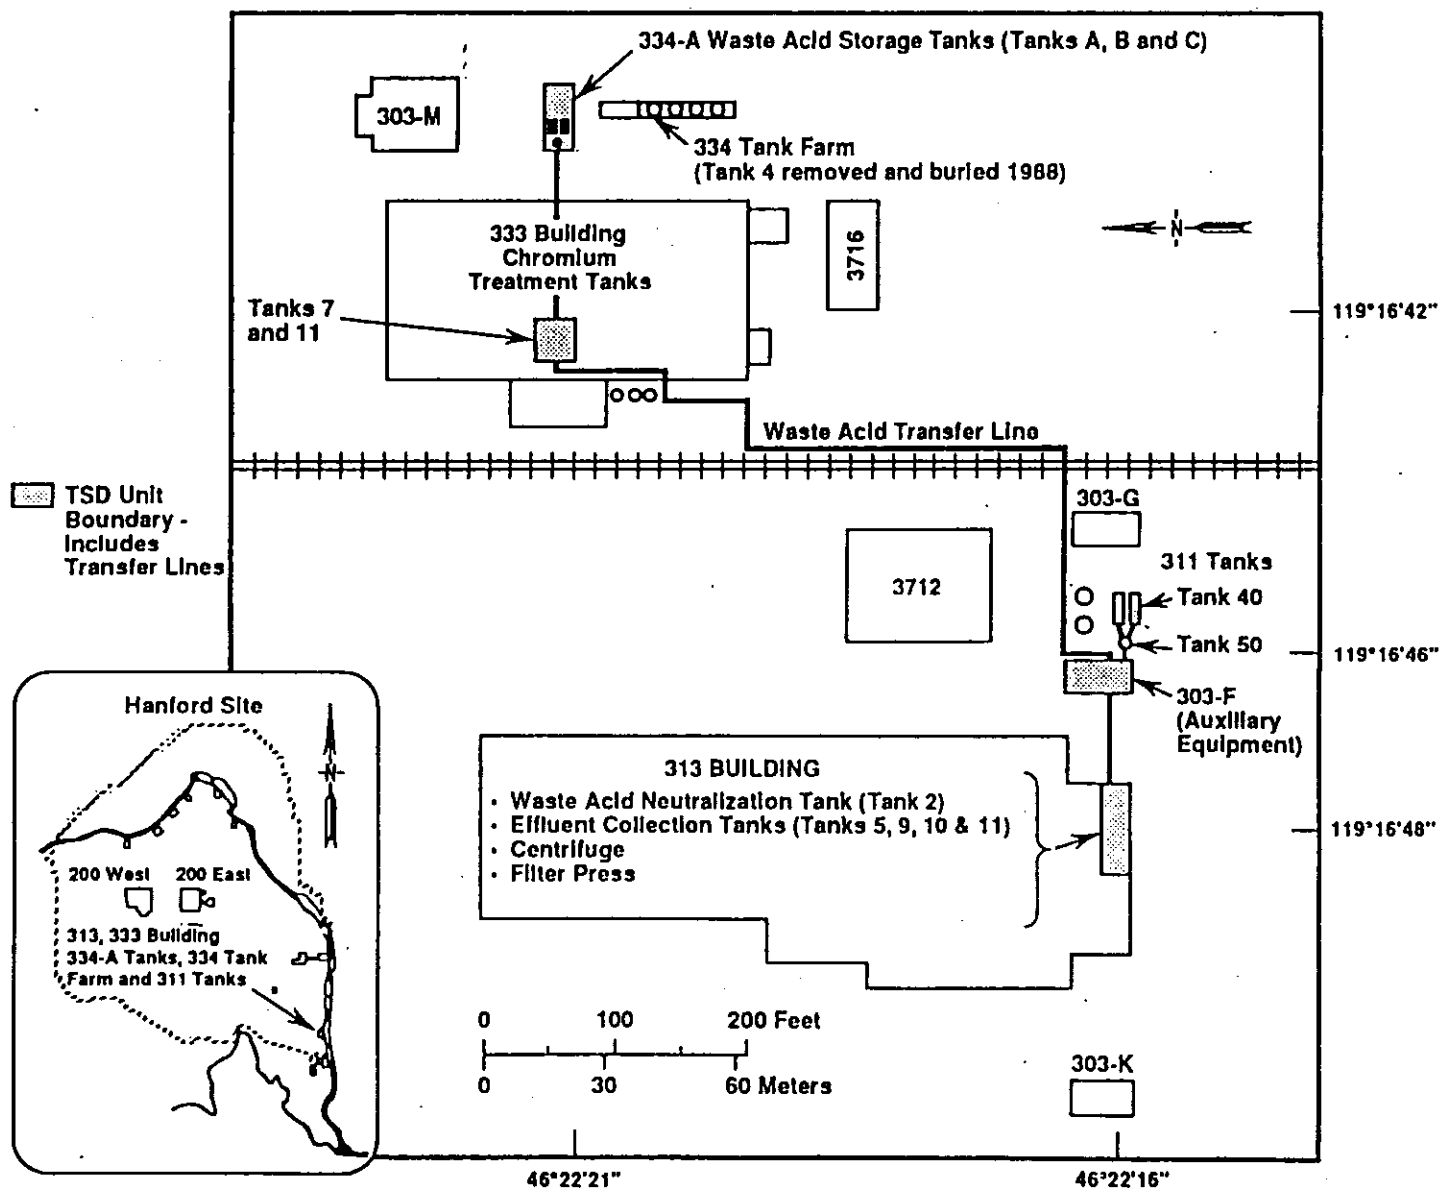 334-A Waste Acid Storage Tanks (Tanks A, B and C)
303-M
334 Tank Farm
(Tank 4 removed and buried 1988)
333 Building
Chromium
Treatment Tanks
3716
N
Tanks 7
and 11
119°16'42"
Waste Acid Transfer Line
TSD Unit
Boundary -
Includes
Transfer Lines
303-G
311 Tanks
3712
Tank 40
Tank 50
119°16'46"
303-F
(Auxiliary
Equipment)
Hanford Site
N
200 West 200 East
313, 333 Building
334-A Tanks, 334 Tank
Farm and 311 Tanks
313 BUILDING
• Waste Acid Neutralization Tank (Tank 2)
• Effluent Collection Tanks (Tanks 5, 9, 10 & 11)
• Centrifuge
• Filter Press
119°16'48"
0 100 200 Feet
0 30 60 Meters
303-K
46°22'21" 46°22'16"